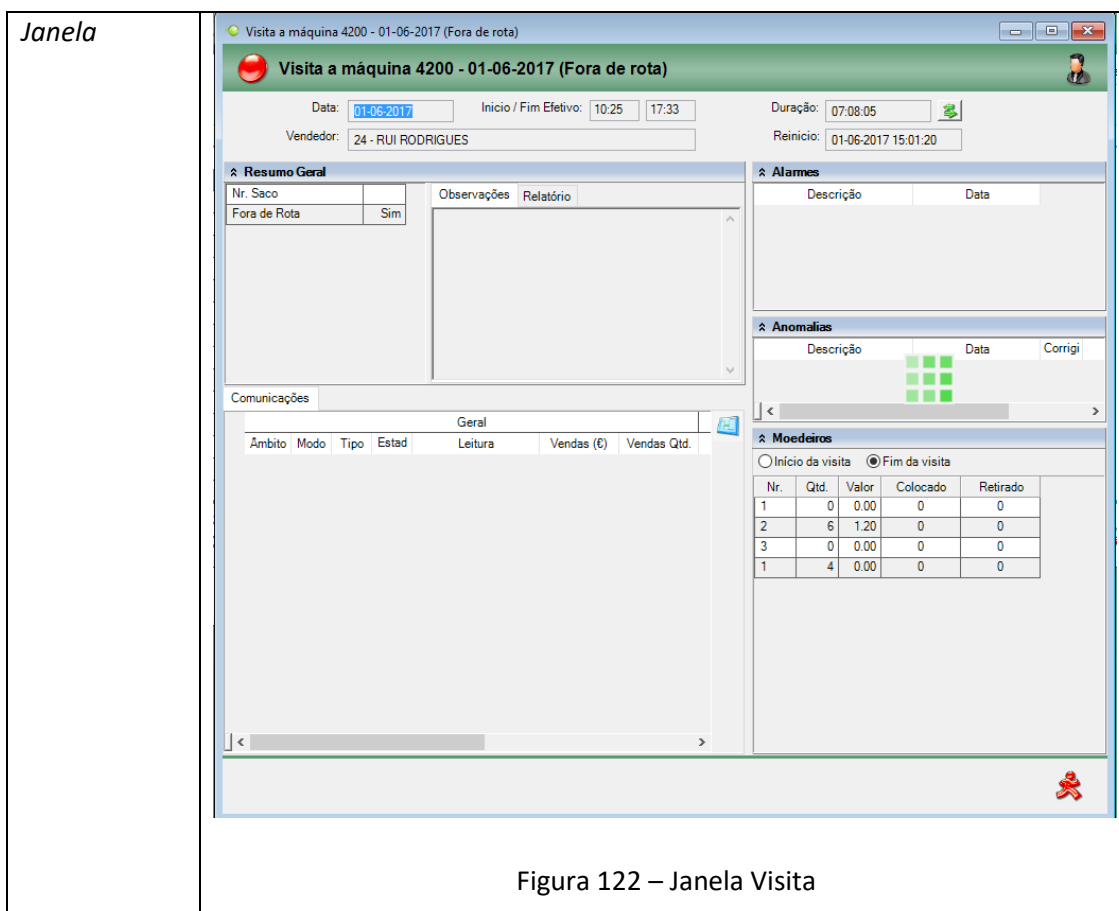 Janela
Visita a máquina 4200 - 01-06-2017 (Fora de rota)
Visita a máquina 4200 - 01-06-2017 (Fora de rota)
Data: 01-06-2017 Inicio / Fim Efetivo: 10:25 17:33 Duração: 07:08:05
Vendedor: 24 - RUI RODRIGUES Reinicio: 01-06-2017 15:01:20
Resumo Geral
Nr. Saco
Fora de Rota Sim
Observações Relatório
Alarmes
Descrição Data
Anomalias
Descrição Data Corrigi
Comunicações
Geral
Âmbito Modo Tipo Estad Leitura Vendas (€) Vendas Qtd.
Moedeiros
Início da visita Fim da visita
Nr. Qtd. Valor Colocado Retirado
1 0 0.00 0 0
2 6 1.20 0 0
3 0 0.00 0 0
1 4 0.00 0 0
Figura 122 – Janela Visita